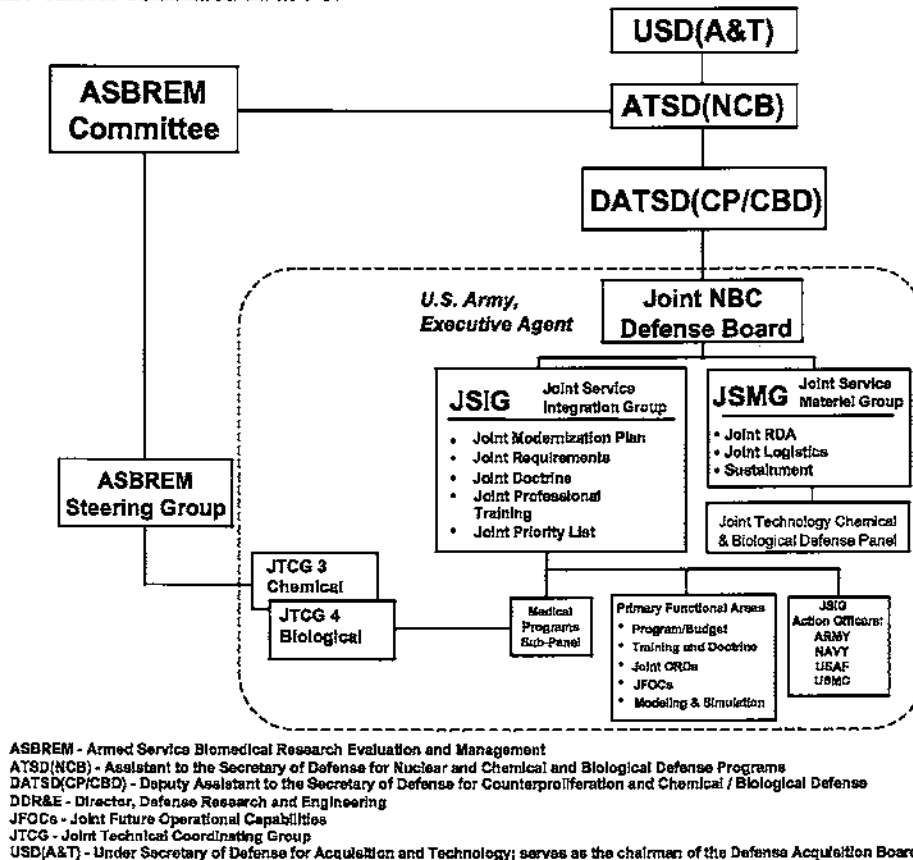 USD(A&T)
ASBREM
Committee
ATSD(NCB)
DATSD(CP/CBD)
U.S. Army,
Executive Agent
Joint NBC
Defense Board
JSIG
Joint Service
Integration Group
• Joint Modernization Plan
• Joint Requirements
• Joint Doctrine
• Joint Professional
Training
• Joint Priority List
JSMG
Joint Service
Materiel Group
• Joint RDA
• Joint Logistics
• Sustainment
Joint Technology Chemical
& Biological Defense Panel
ASBREM
Steering Group
JTCG 3
Chemical
JTCG 4
Biological
Medical
Programs
Sub-Panel
Primary Functional Areas
• Program/Budget
• Training and Doctrine
• Joint ORDs
• JFOCs
• Modeling & Simulation
JSIG
Action Officers:
ARMY
NAVY
USAF
USMC
ASBREM - Armed Service Biomedical Research Evaluation and Management
ATSD(NCB) - Assistant to the Secretary of Defense for Nuclear and Chemical and Biological Defense Programs
DATSD(CP/CBD) - Deputy Assistant to the Secretary of Defense for Counterproliferation and Chemical / Biological Defense
DDR&E - Director, Defense Research and Engineering
JFOCs - Joint Future Operational Capabilities
JTCG - Joint Technical Coordinating Group
USD(A&T) - Under Secretary of Defense for Acquisition and Technology; serves as the chairman of the Defense Acquisition Board